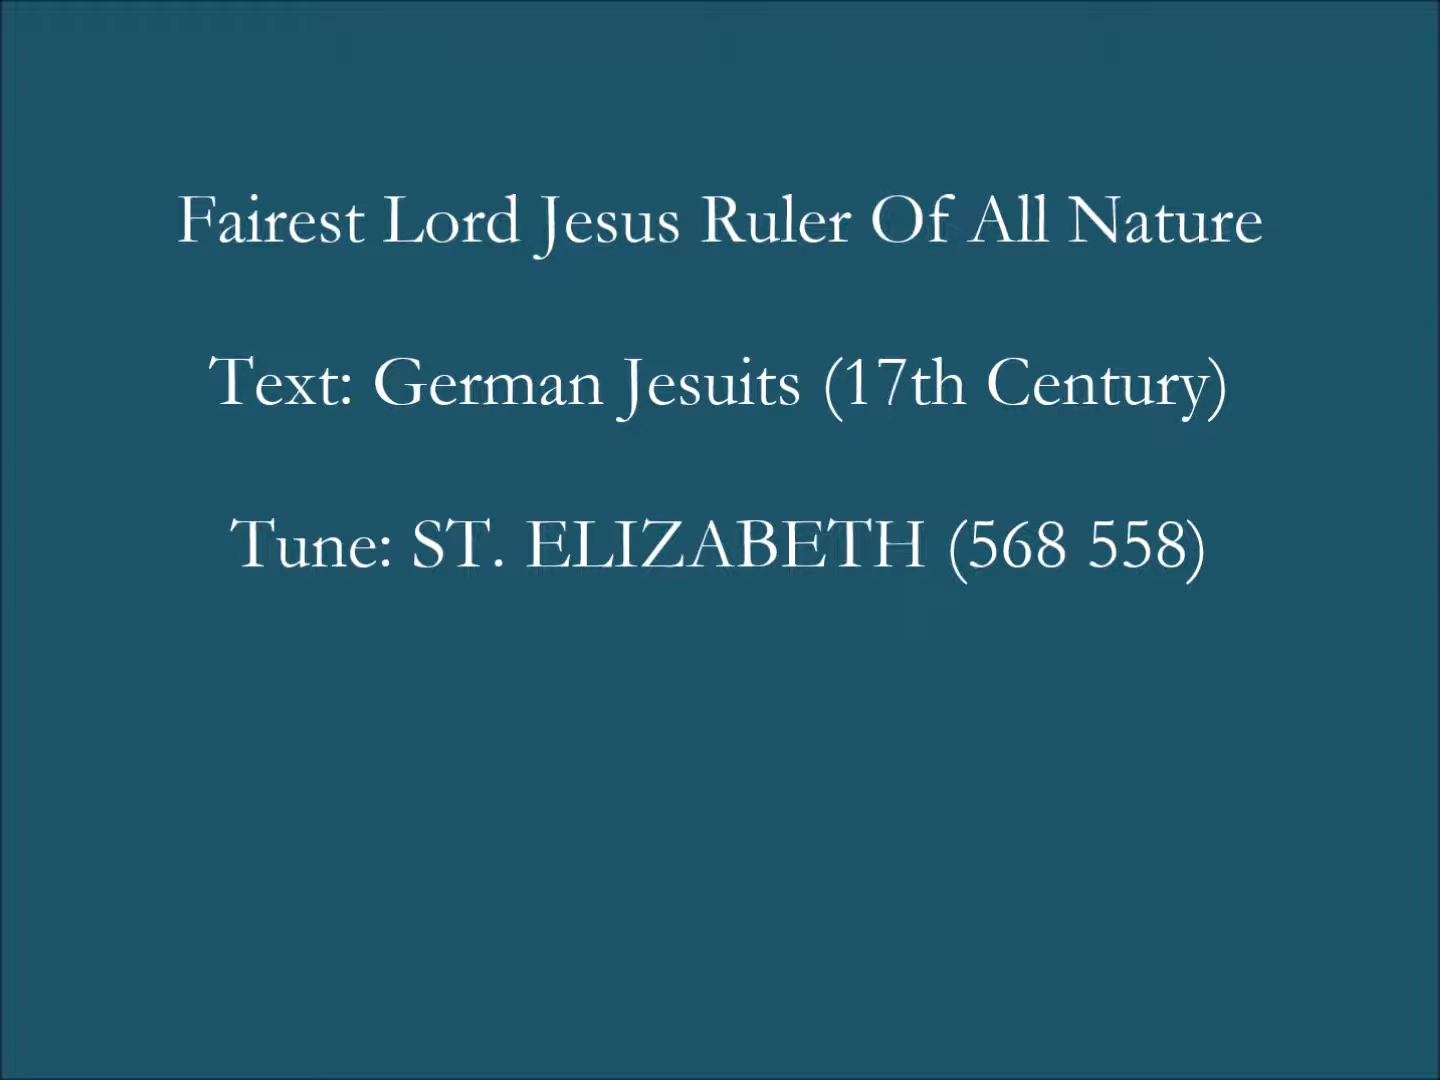 Fairest Lord Jesus Ruler Of All Nature
Text: German Jesuits (17th Century)
Tune: ST. ELIZABETH (568 558)